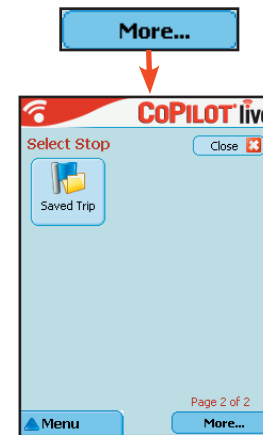 More...
CoPILOT live
Select Stop
Close
Saved Trip
Page 2 of 2
Menu
More...